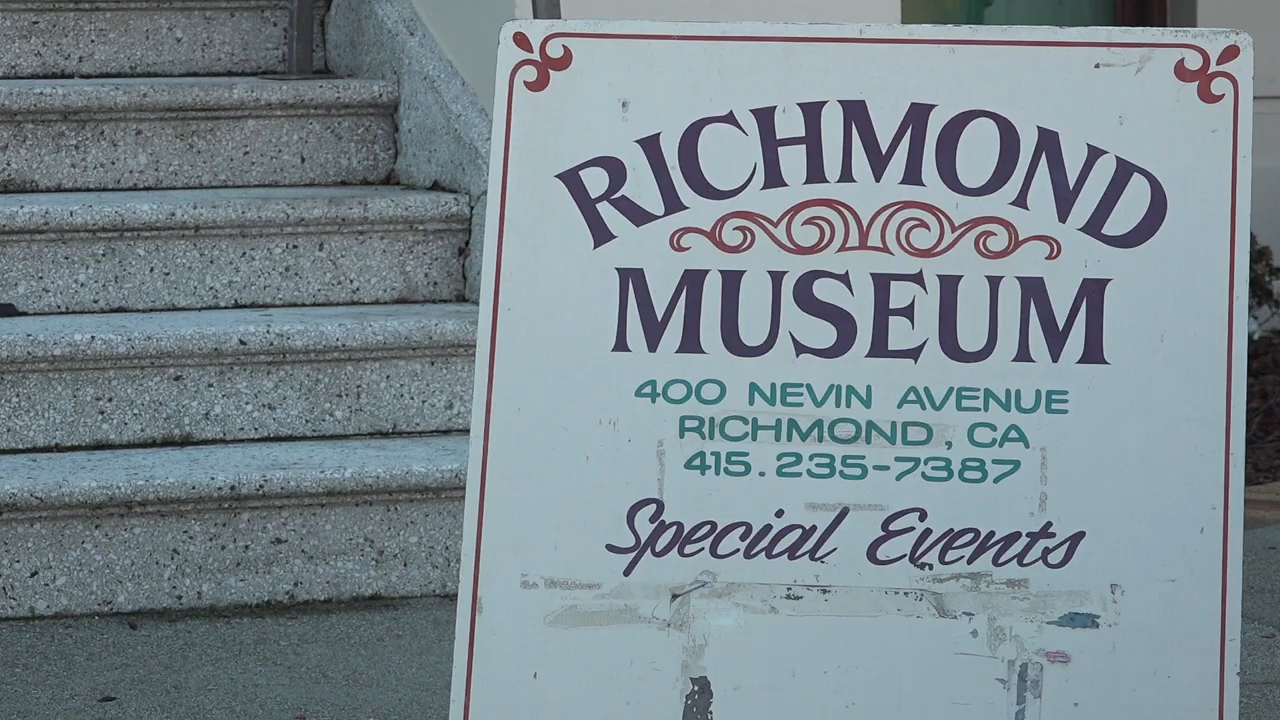 RICHMOND
MUSEUM
400 NEVIN AVENUE
RICHMOND, CA
415.235-7387
Special Events